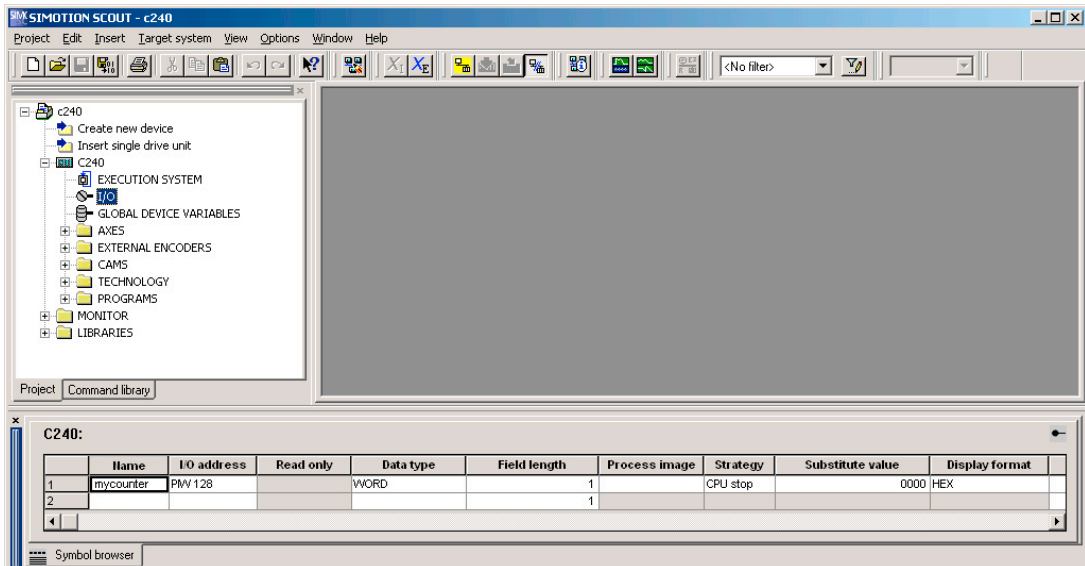 SIMOTION SCOUT - c240
Project Edit Insert Target system View Options Window Help
<No filter>
c240
Create new device
Insert single drive unit
C240
EXECUTION SYSTEM
I/O
GLOBAL DEVICE VARIABLES
AXES
EXTERNAL ENCODERS
CAMS
TECHNOLOGY
PROGRAMS
MONITOR
LIBRARIES
Project Command library
C240:
Name I/O address Read only Data type Field length Process image Strategy Substitute value Display format
1 mycounter PIW 128 WORD 1 CPU stop 0000 HEX
2 1
Symbol browser